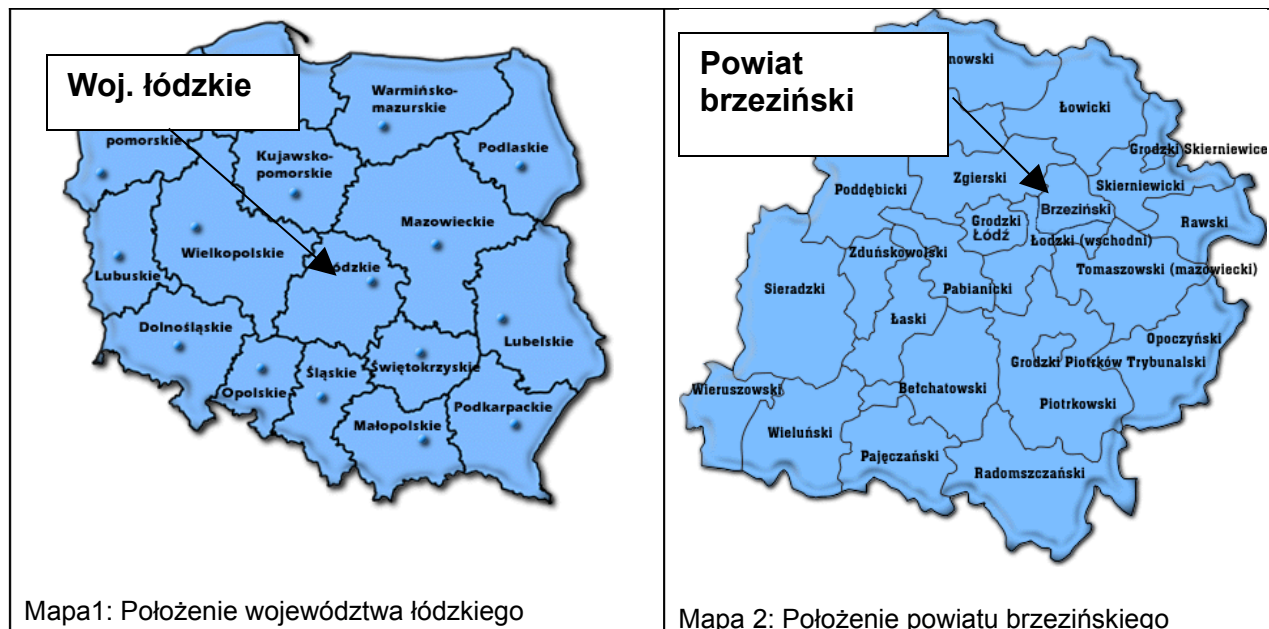 Woj. łódzkie
Warmińsko-
mazurskie
pomorskie
Kujawsko-
pomorskie
Podlaskie
Mazowieckie
Wielkopolskie
ódzkie
Lubuskie
Dolnośląskie
Lubelskie
Opolskie
Śląskie
Świętokrzyskie
Małopolskie
Podkarpackie
Mapa1: Położenie województwa łódzkiego
Powiat
brzeziński
nowski
Łowicki
Grodzki Skierniewice
Zgierski
Skierniewicki
Poddębicki
Brzeziński
Rawski
Grodzki
Łódź
Łodzki (wschodni)
Zduńskowolski
Tomaszowski (mazowiecki)
Sieradzki
Pabianicki
Łaski
Opoczyński
Grodzki Piotrków Trybunalski
Wieruszowski
Bełchatowski
Piotrkowski
Wieluński
Pajęczański
Radomszczański
Mapa 2: Położenie powiatu brzezińskiego